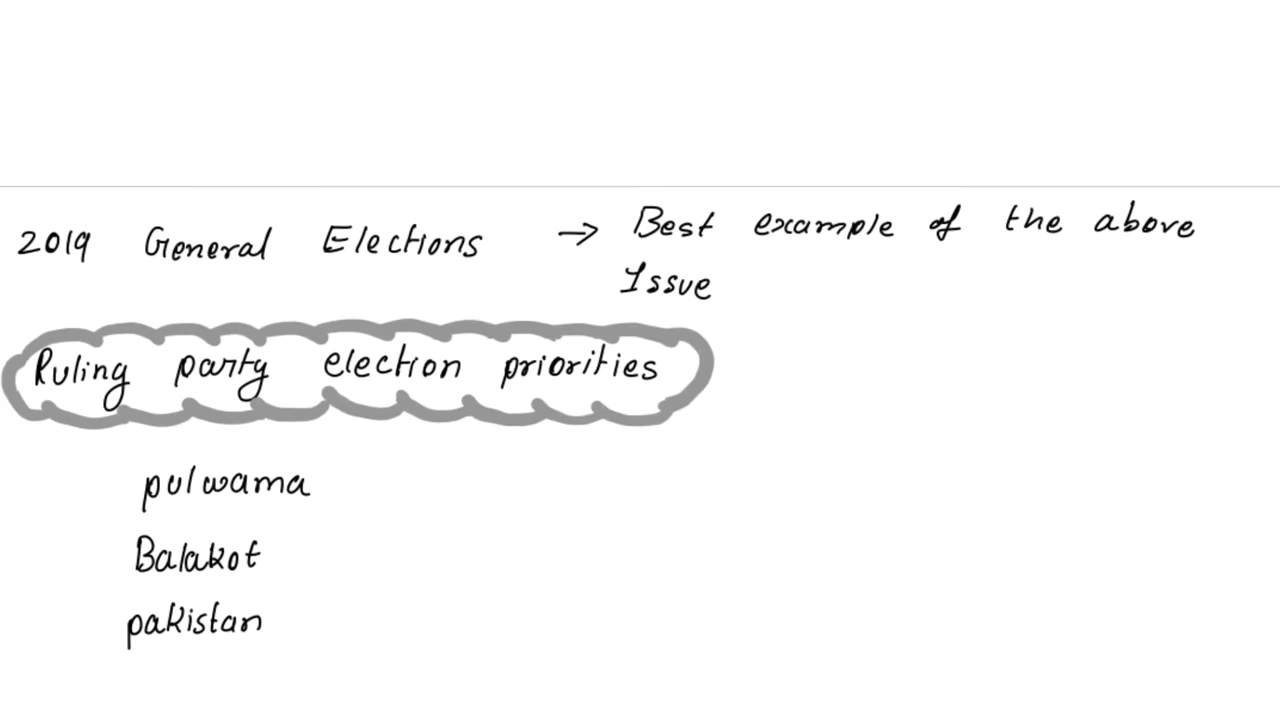 2019 General Elections → Best example of the above
Issue
Ruling party election priorities
pulwama
Balakot
pakistan